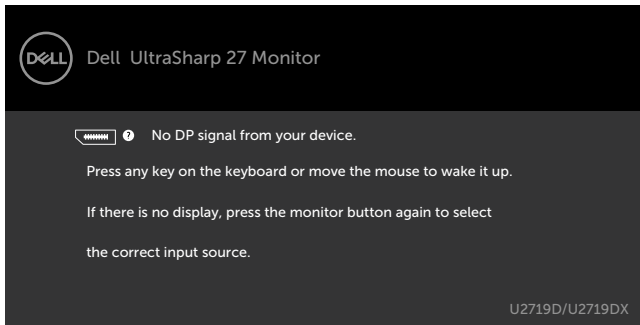 DELL
Dell UltraSharp 27 Monitor
? No DP signal from your device.
Press any key on the keyboard or move the mouse to wake it up.
If there is no display, press the monitor button again to select
the correct input source.
U2719D/U2719DX